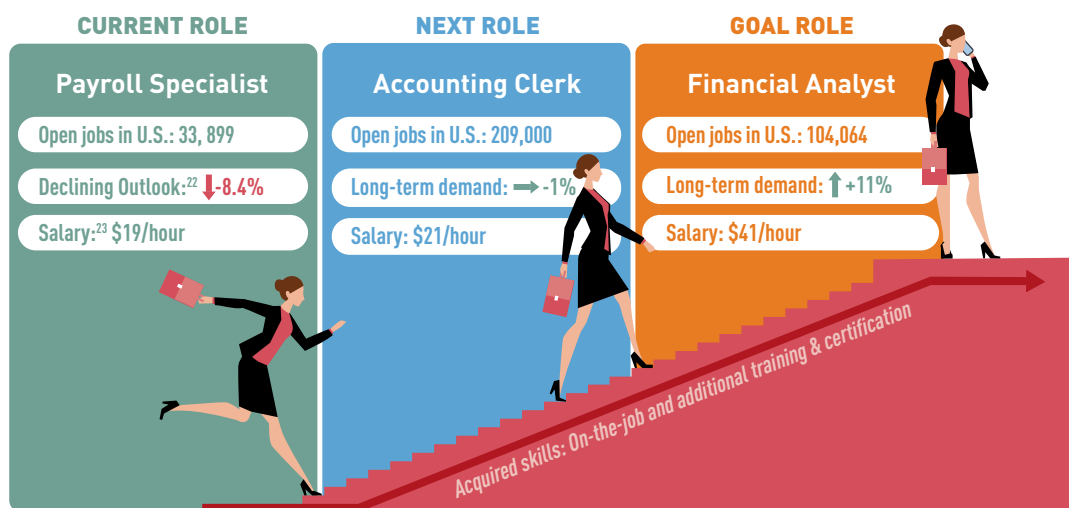 CURRENT ROLE
Payroll Specialist
Open jobs in U.S.: 33, 899
Declining Outlook:22 -8.4%
Salary:23 $19/hour
NEXT ROLE
Accounting Clerk
Open jobs in U.S.: 209,000
Long-term demand: -1%
Salary: $21/hour
GOAL ROLE
Financial Analyst
Open jobs in U.S.: 104,064
Long-term demand: +11%
Salary: $41/hour
Acquired skills: On-the-job and additional training & certification